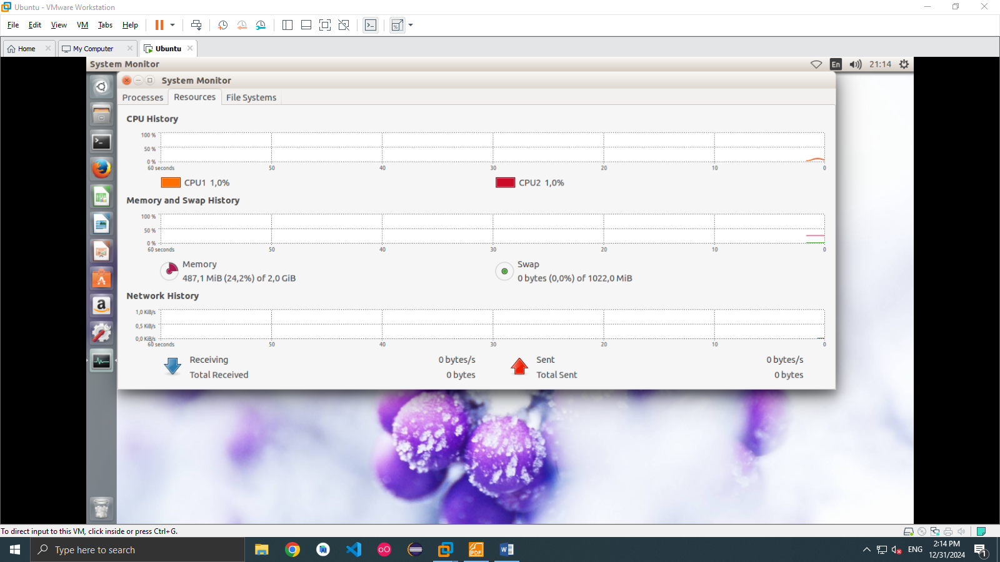 Ubuntu - VMware Workstation
File Edit View VM Tabs Help
Home My Computer Ubuntu
System Monitor En 21:14
System Monitor
Processes Resources File Systems
CPU History
100 %
50 %
0 %
60 seconds 50 40 30 20 10 0
CPU1 1,0% CPU2 1,0%
Memory and Swap History
100 %
50 %
0 %
60 seconds 50 40 30 20 10 0
Memory Swap
487,1 MiB (24,2%) of 2,0 GiB 0 bytes (0,0%) of 1022,0 MiB
Network History
1,0 KiB/s
0,5 KiB/s
0,0 KiB/s
60 seconds 50 40 30 20 10 0
Receiving 0 bytes/s Sent 0 bytes/s
Total Received 0 bytes Total Sent 0 bytes
To direct input to this VM, click inside or press Ctrl+G.
Type here to search
PDF
ENG
2:14 PM
12/31/2024
1